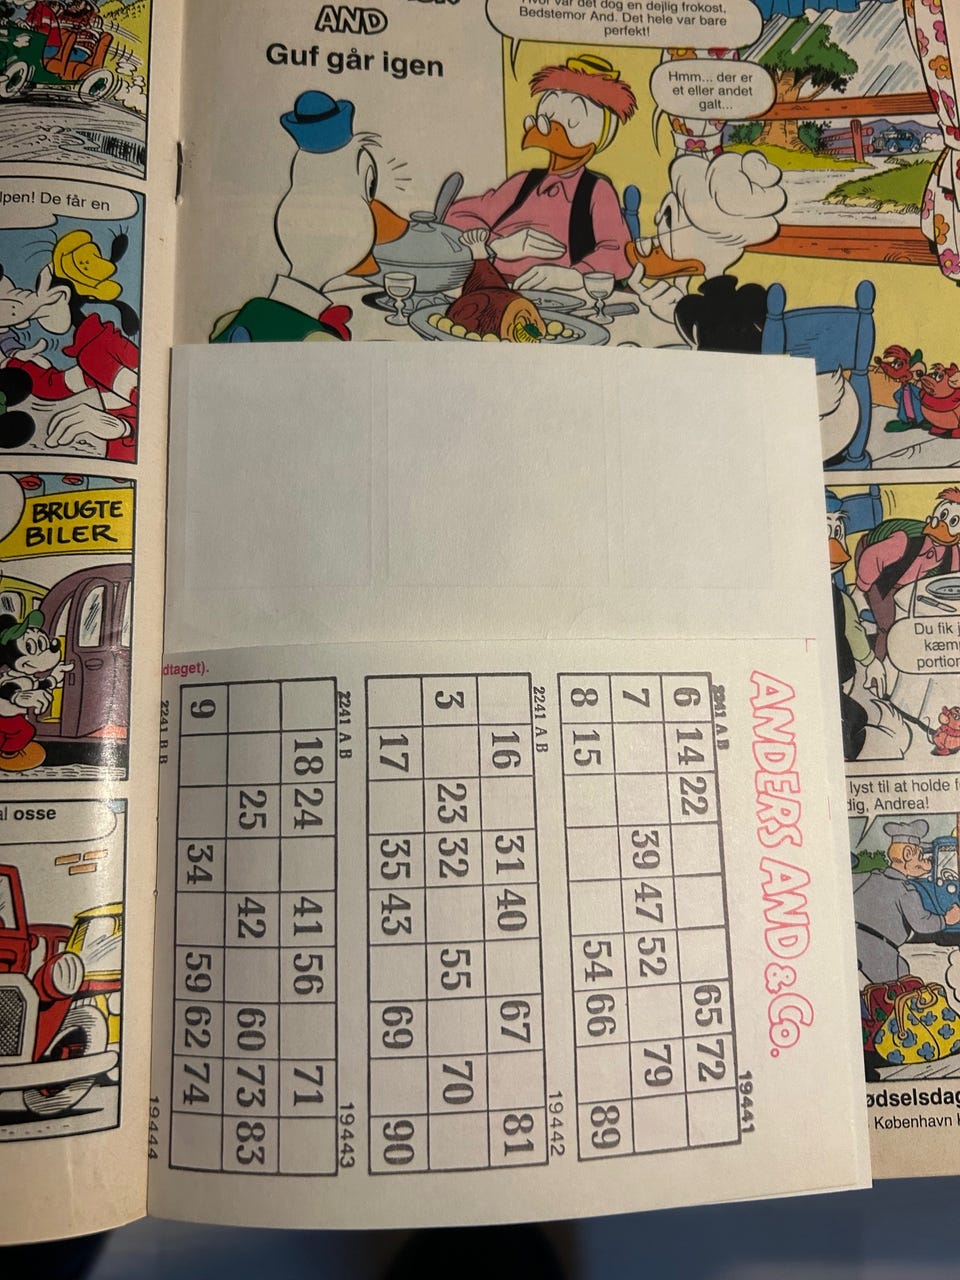 AND
Guf går igen
var det dog en dejlig frokost,
Bedstemor And. Det hele var bare
perfekt!
Hmm... der er
et eller andet
galt...
De får en
BRUGTE
BILER
osse
Du fik
portion
lyst til at holde
dig, Andrea!
København
ANDERS AND & Co.
2241 A B 19441
6 14 22 65 72
7 39 47 52 79
8 15 54 66 89
2241 A B 19442
16 31 40 67 81
3 23 32 55 70
17 35 43 69 90
2241 A B 19443
18 24 41 56 71
25 42 60 73 83
9 34 59 62 74
2241 B B 19444
dtaget).